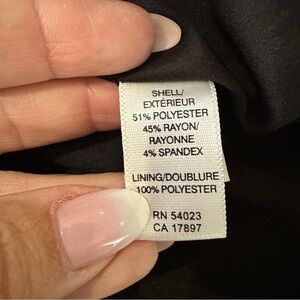 SHELL/
EXTÉRIEUR
51% POLYESTER
45% RAYON/
RAYONNE
4% SPANDEX
LINING/DOUBLURE
100% POLYESTER
RN 54023
CA 17897